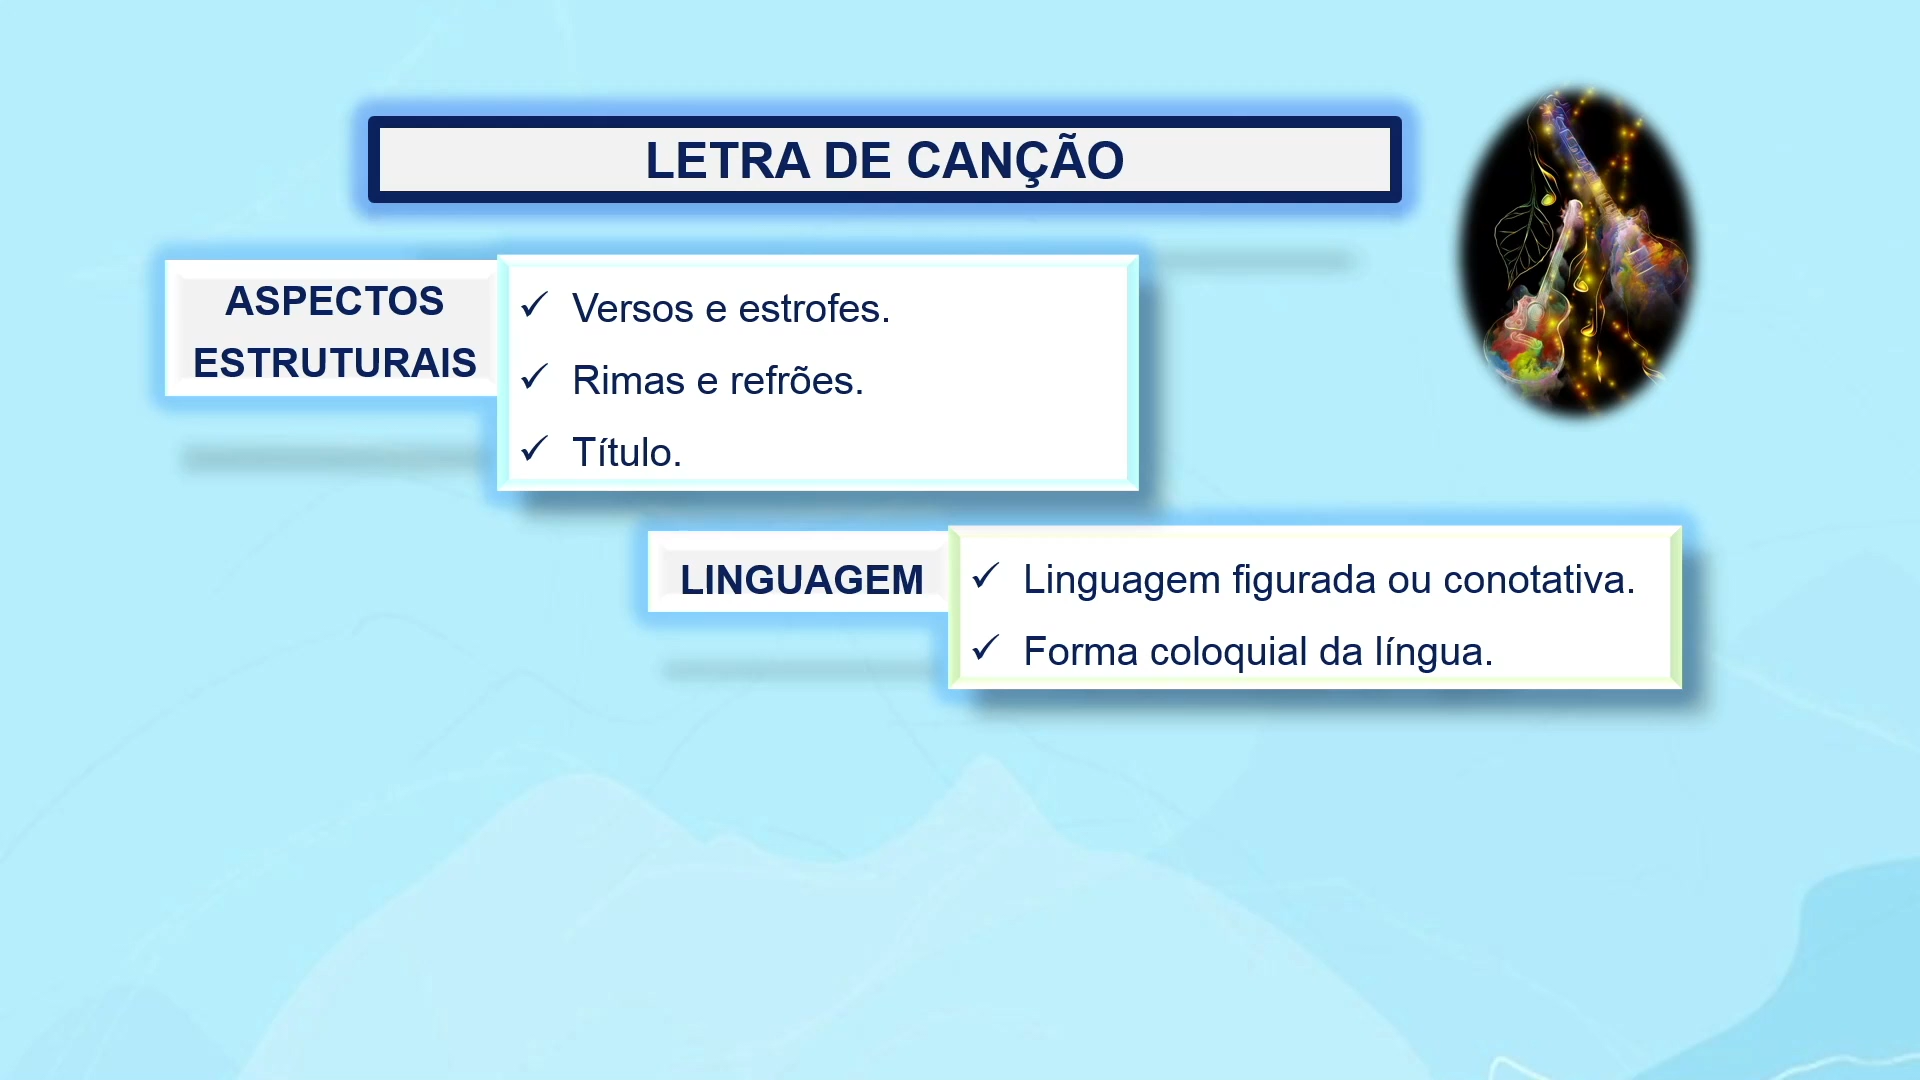 LETRA DE CANÇÃO
ASPECTOS
ESTRUTURAIS
✓ Versos e estrofes.
✓ Rimas e refrões.
✓ Título.
LINGUAGEM
✓ Linguagem figurada ou conotativa.
✓ Forma coloquial da língua.